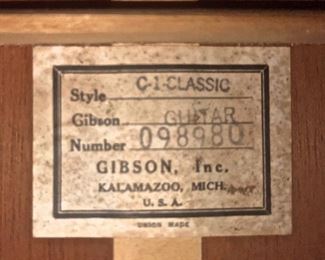 Style C-1-CLASSIC
Gibson GUITAR
Number 098980
GIBSON, Inc.
KALAMAZOO, MICH.
U. S. A.
UNION MADE